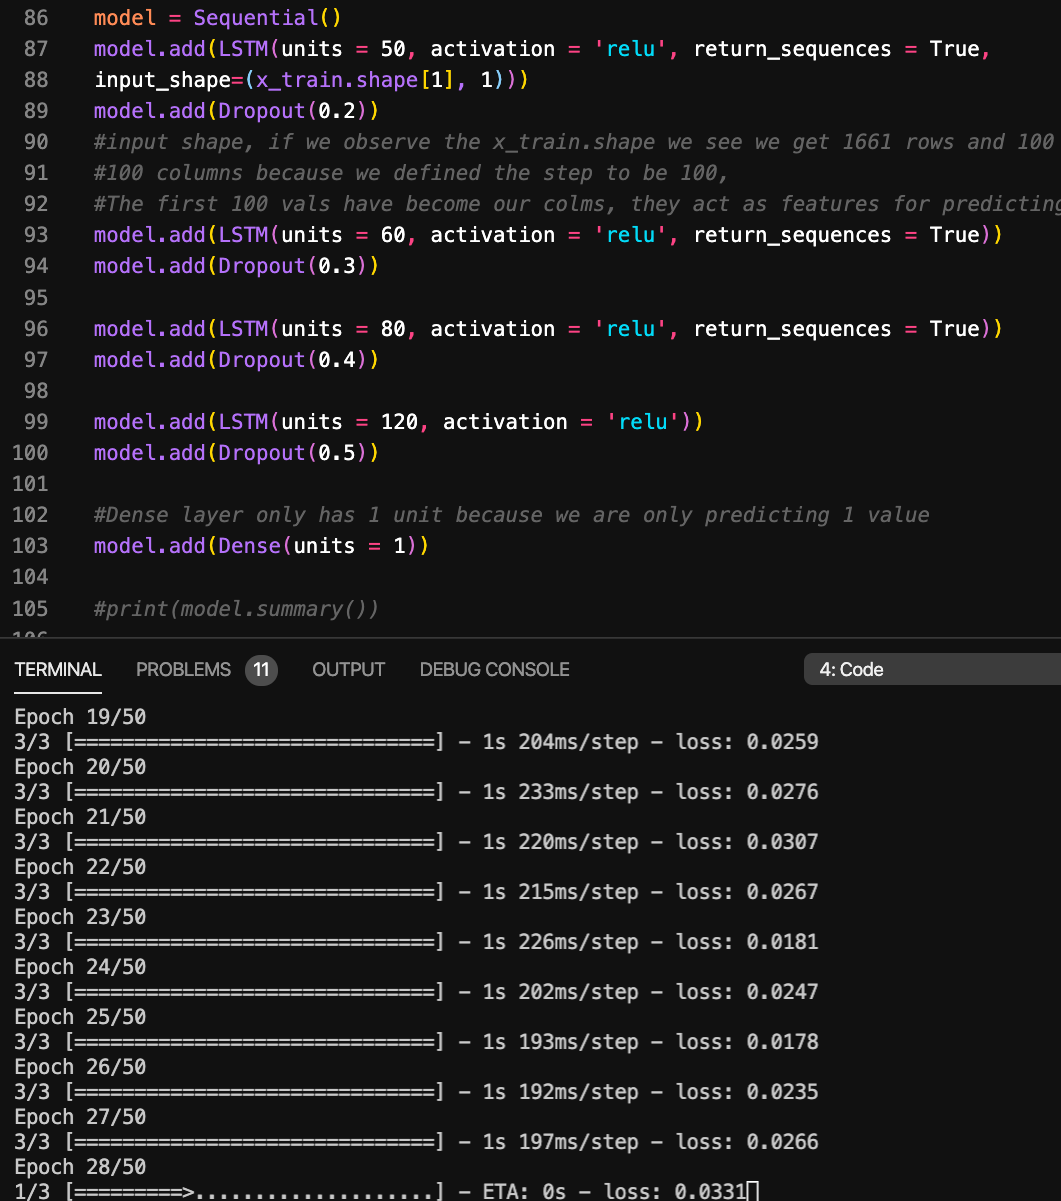 86 model = Sequential()
87 model.add(LSTM(units = 50, activation = 'relu', return_sequences = True,
88 input_shape=(x_train.shape[1], 1)))
89 model.add(Dropout(0.2))
90 #input shape, if we observe the x_train.shape we see we get 1661 rows and 100
91 #100 columns because we defined the step to be 100,
92 #The first 100 vals have become our colms, they act as features for predicting
93 model.add(LSTM(units = 60, activation = 'relu', return_sequences = True))
94 model.add(Dropout(0.3))
95
96 model.add(LSTM(units = 80, activation = 'relu', return_sequences = True))
97 model.add(Dropout(0.4))
98
99 model.add(LSTM(units = 120, activation = 'relu'))
100 model.add(Dropout(0.5))
101
102 #Dense layer only has 1 unit because we are only predicting 1 value
103 model.add(Dense(units = 1))
104
105 #print(model.summary())
106
TERMINAL PROBLEMS 11 OUTPUT DEBUG CONSOLE 4: Code
Epoch 19/50
3/3 [==============================] - 1s 204ms/step - loss: 0.0259
Epoch 20/50
3/3 [==============================] - 1s 233ms/step - loss: 0.0276
Epoch 21/50
3/3 [==============================] - 1s 220ms/step - loss: 0.0307
Epoch 22/50
3/3 [==============================] - 1s 215ms/step - loss: 0.0267
Epoch 23/50
3/3 [==============================] - 1s 226ms/step - loss: 0.0181
Epoch 24/50
3/3 [==============================] - 1s 202ms/step - loss: 0.0247
Epoch 25/50
3/3 [==============================] - 1s 193ms/step - loss: 0.0178
Epoch 26/50
3/3 [==============================] - 1s 192ms/step - loss: 0.0235
Epoch 27/50
3/3 [==============================] - 1s 197ms/step - loss: 0.0266
Epoch 28/50
1/3 [=========>....................] - ETA: 0s - loss: 0.0331